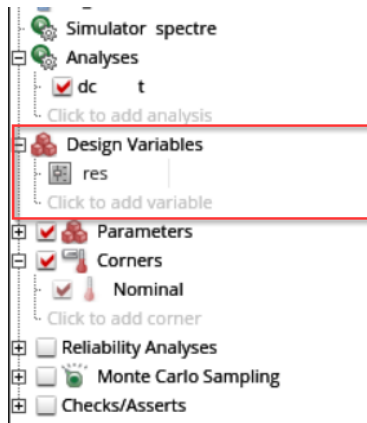 Simulator spectre
Analyses
dc t
Click to add analysis
Design Variables
res
Click to add variable
Parameters
Corners
Nominal
Click to add corner
Reliability Analyses
Monte Carlo Sampling
Checks/Asserts